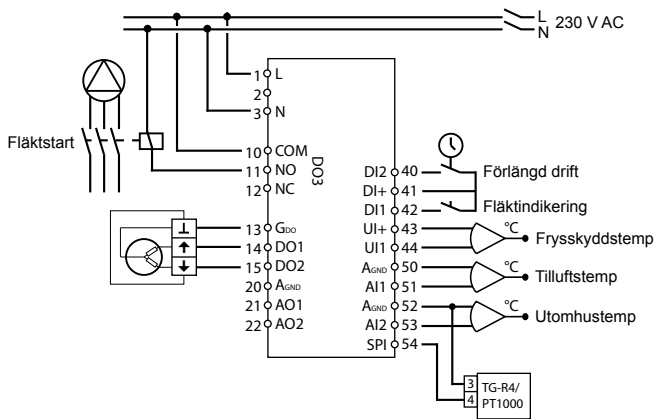 L
N
230 V AC
1 L
2
3 N
Fläktstart
10 COM
11 NO
12 NC
DO3
DI2 40
DI+ 41
DI1 42
UI+ 43
UI1 44
AGND 50
AI1 51
AGND 52
AI2 53
SPI 54
Förlängd drift
Fläktindikering
°C
Frysskyddstemp
°C
Tilluftstemp
°C
Utomhustemp
13 GDO
14 DO1
15 DO2
20 AGND
21 AO1
22 AO2
3
4
TG-R4/
PT1000